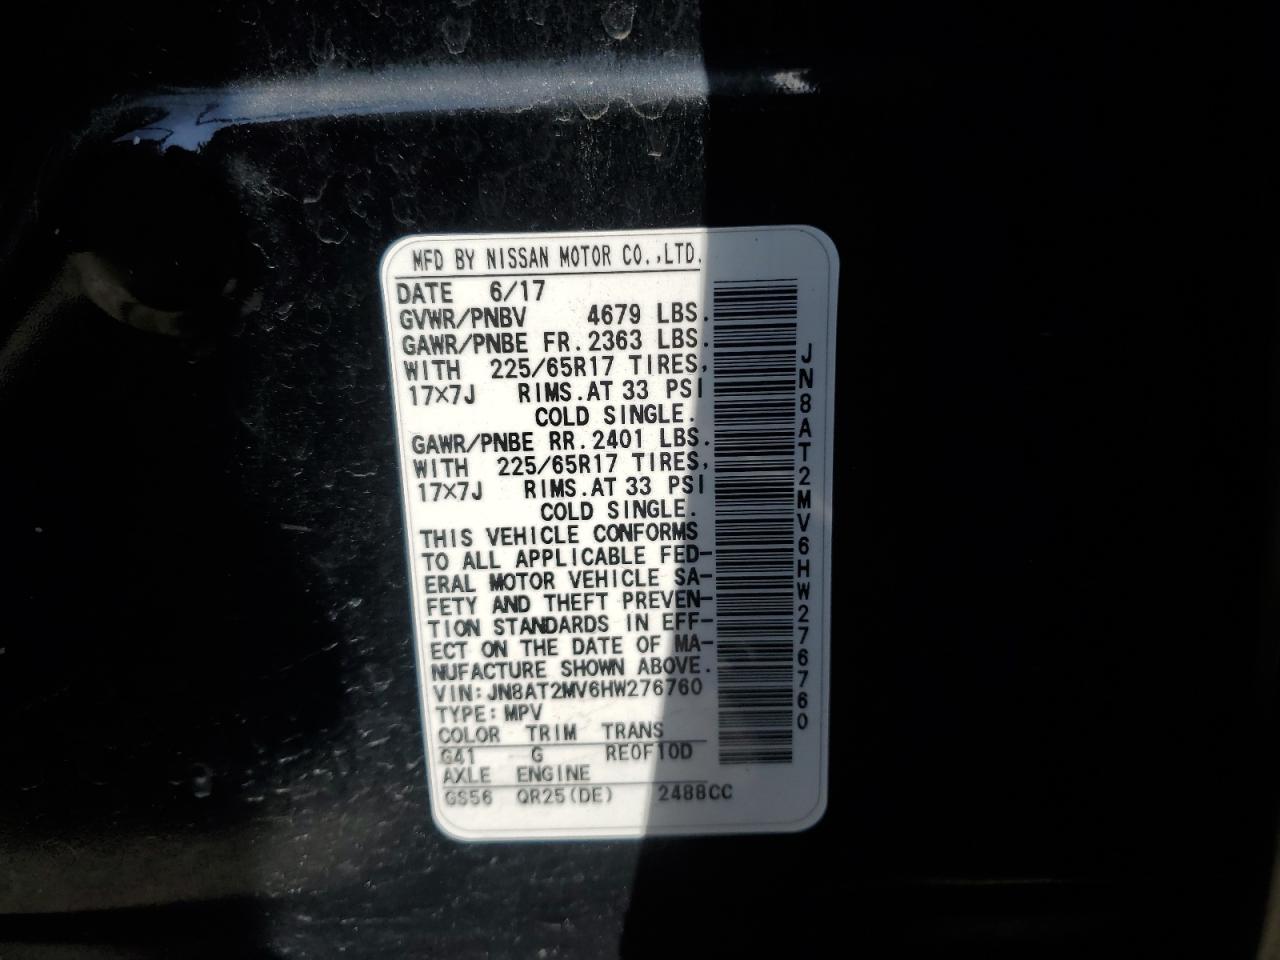 MFD BY NISSAN MOTOR CO.,LTD.
DATE 6/17
GVWR/PNBV 4679 LBS.
GAWR/PNBE FR.2363 LBS.
WITH 225/65R17 TIRES,
17×7J RIMS.AT 33 PSI
COLD SINGLE.
GAWR/PNBE RR.2401 LBS.
WITH 225/65R17 TIRES,
17×7J RIMS.AT 33 PSI
COLD SINGLE.
THIS VEHICLE CONFORMS
TO ALL APPLICABLE FED-
ERAL MOTOR VEHICLE SA-
FETY AND THEFT PREVEN-
TION STANDARDS IN EFF-
ECT ON THE DATE OF MA-
NUFACTURE SHOWN ABOVE.
VIN:JN8AT2MV6HW276760
TYPE:MPV
COLOR TRIM TRANS
G41 G RE0F10D
AXLE ENGINE
GS56 QR25(DE) 2488CC
JN8AT2MV6HW276760